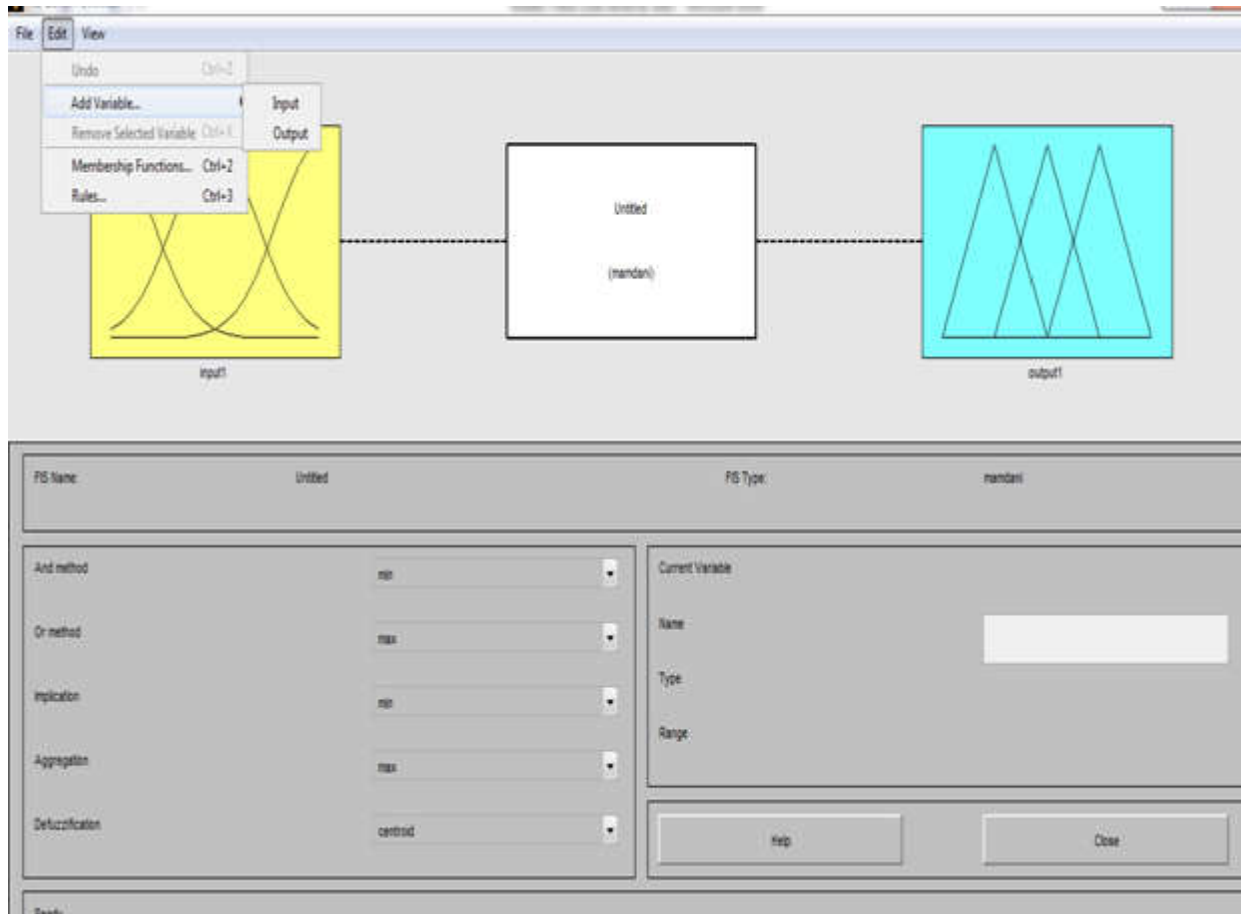 File Edit View
Undo Ctrl+Z
Add Variable...
Input
Remove Selected Variable Ctrl+X
Output
Membership Functions... Ctrl+2
Rules... Ctrl+3
Untitled
(mamdani)
input1
output1
FIS Name: Untitled FIS Type: mamdani
And method min
Or method max
Implication min
Aggregation max
Defuzzification centroid
Current Variable
Name
Type
Range
Help Close
Ready